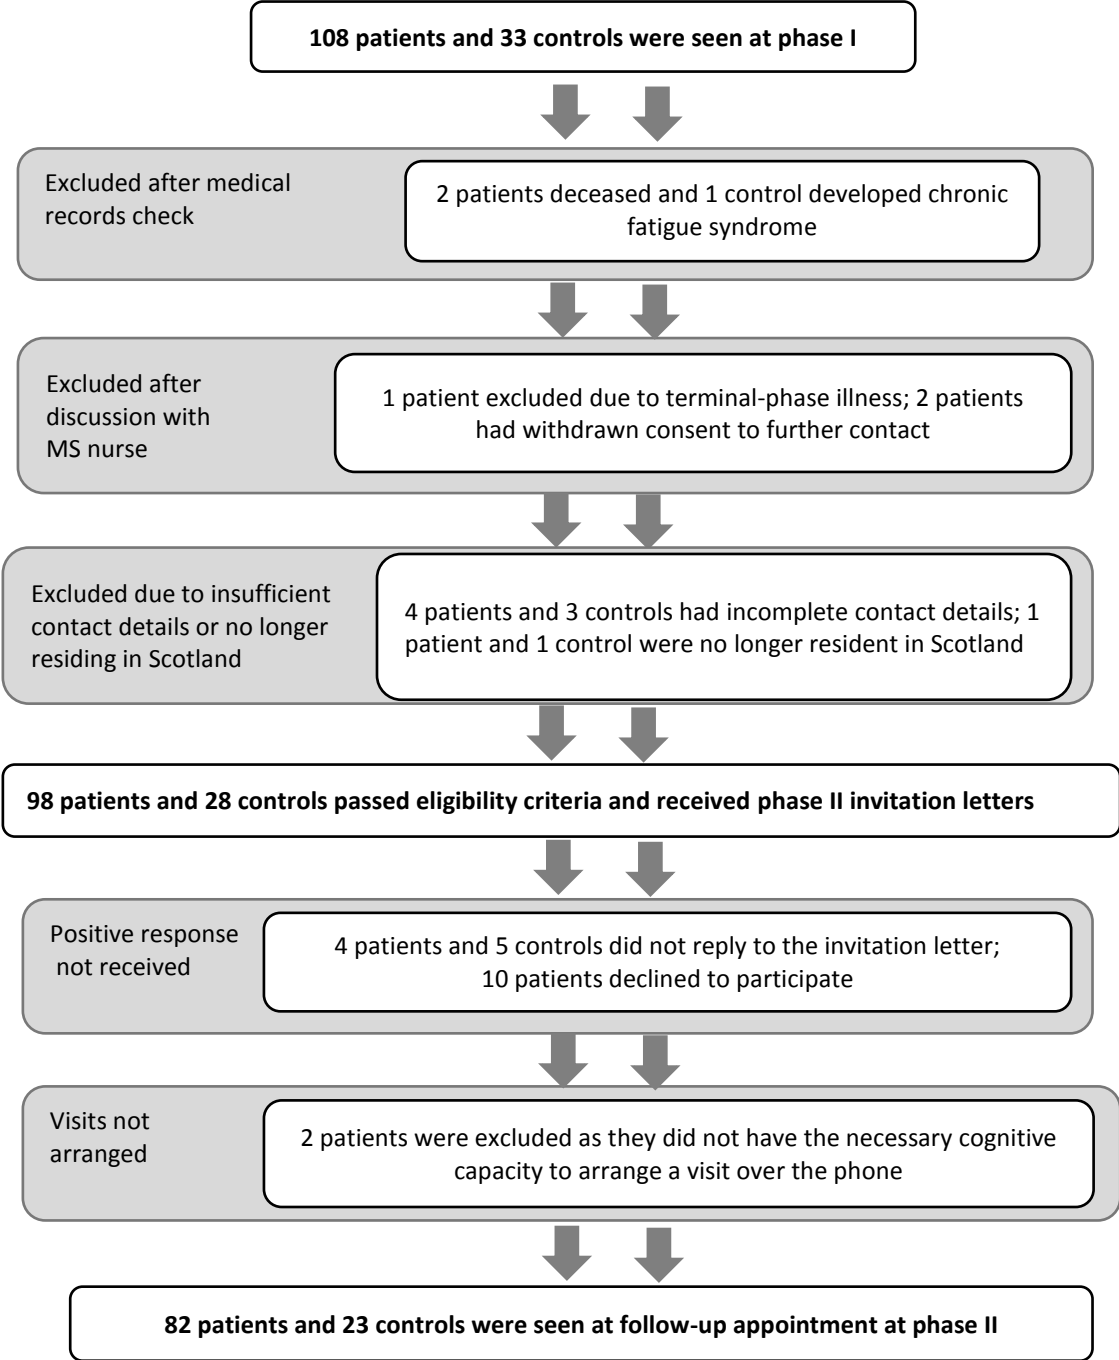 108 patients and 33 controls were seen at phase I
Excluded after medical
records check
2 patients deceased and 1 control developed chronic
fatigue syndrome
Excluded after
discussion with
MS nurse
1 patient excluded due to terminal-phase illness; 2 patients
had withdrawn consent to further contact
Excluded due to insufficient
contact details or no longer
residing in Scotland
4 patients and 3 controls had incomplete contact details; 1
patient and 1 control were no longer resident in Scotland
98 patients and 28 controls passed eligibility criteria and received phase II invitation letters
Positive response
not received
4 patients and 5 controls did not reply to the invitation letter;
10 patients declined to participate
Visits not
arranged
2 patients were excluded as they did not have the necessary cognitive
capacity to arrange a visit over the phone
82 patients and 23 controls were seen at follow-up appointment at phase II